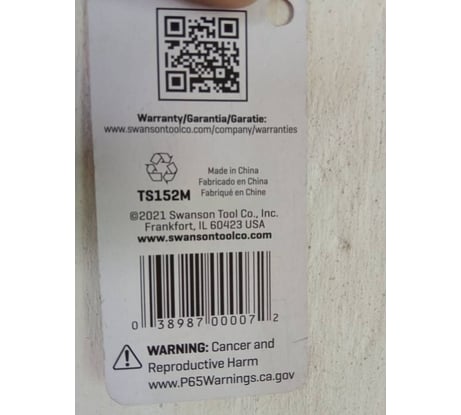 Warranty/Garantia/Garatie:
www.swansontoolco.com/company/warranties
Made in China
Fabricado en China
Fabriqué en Chine
TS152M
©2021 Swanson Tool Co., Inc.
Frankfort, IL 60423 USA
www.swansontoolco.com
0 38987 00007 2
WARNING: Cancer and
Reproductive Harm
www.P65Warnings.ca.gov